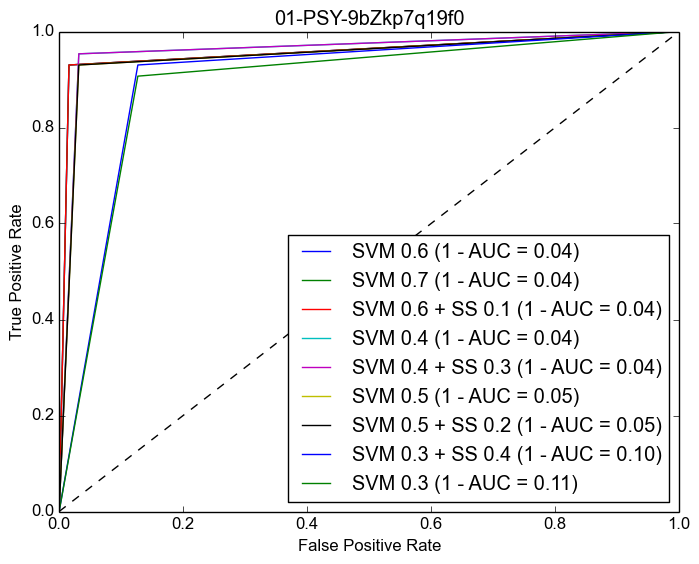 01-PSY-9bZkp7q19f0
1.0
0.8
0.6
0.4
0.2
0.0
True Positive Rate
SVM 0.6 (1 - AUC = 0.04)
SVM 0.7 (1 - AUC = 0.04)
SVM 0.6 + SS 0.1 (1 - AUC = 0.04)
SVM 0.4 (1 - AUC = 0.04)
SVM 0.4 + SS 0.3 (1 - AUC = 0.04)
SVM 0.5 (1 - AUC = 0.05)
SVM 0.5 + SS 0.2 (1 - AUC = 0.05)
SVM 0.3 + SS 0.4 (1 - AUC = 0.10)
SVM 0.3 (1 - AUC = 0.11)
0.0 0.2 0.4 0.6 0.8 1.0
False Positive Rate